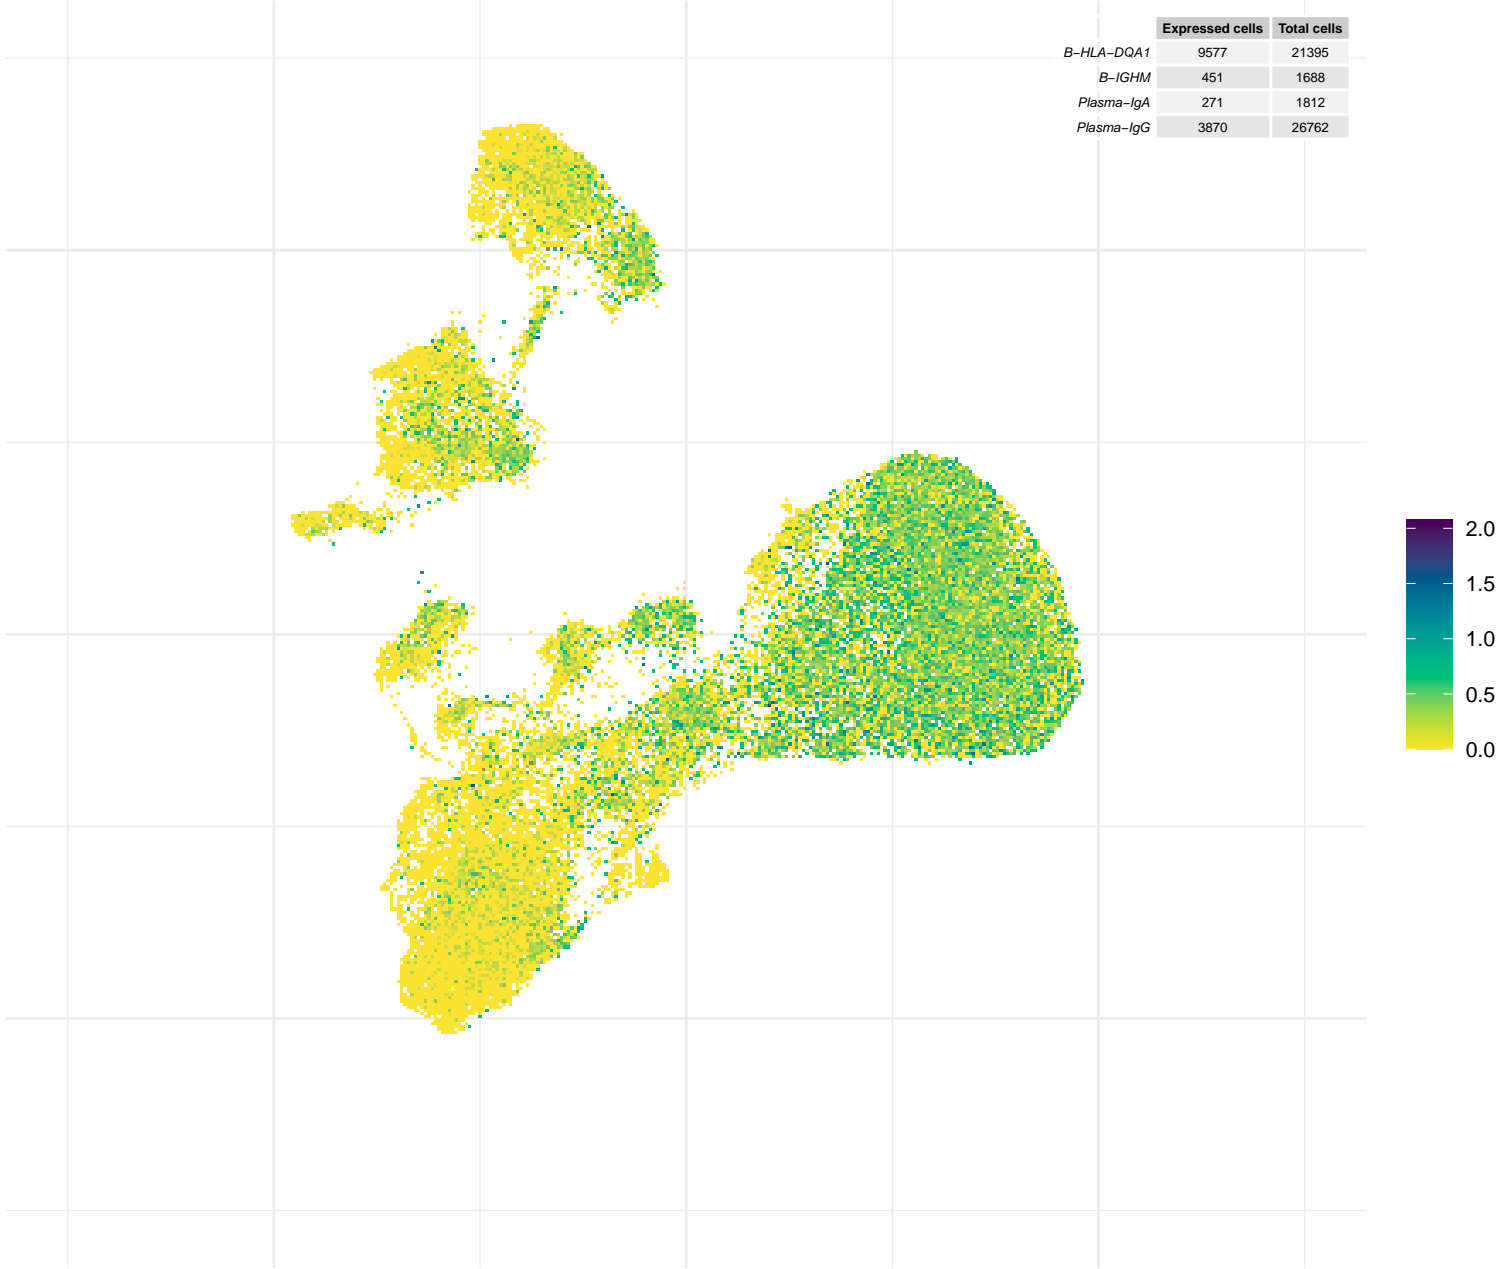 Expressed cells Total cells
B−HLA−DQA1 9577 21395
B−IGHM 451 1688
Plasma−IgA 271 1812
Plasma−IgG 3870 26762
2.0
1.5
1.0
0.5
0.0